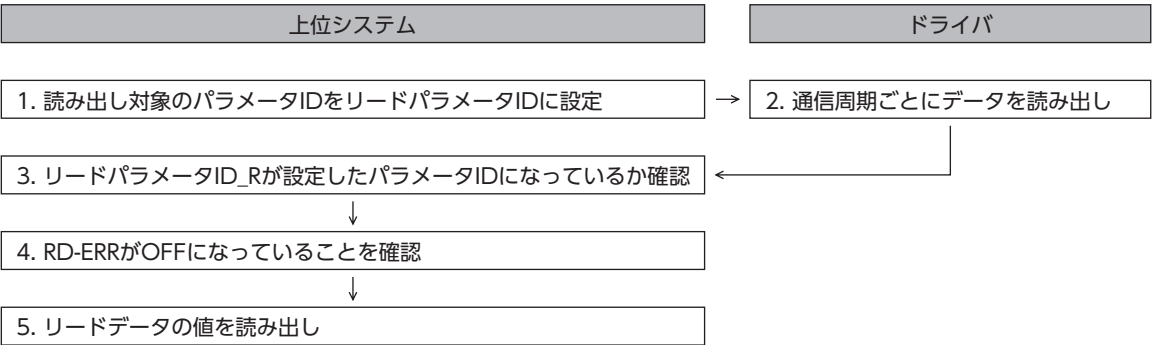 上位システム
ドライバ
1. 読み出し対象のパラメータIDをリードパラメータIDに設定
2. 通信周期ごとにデータを読み出し
3. リードパラメータID_Rが設定したパラメータIDになっているか確認
4. RD-ERRがOFFになっていることを確認
5. リードデータの値を読み出し